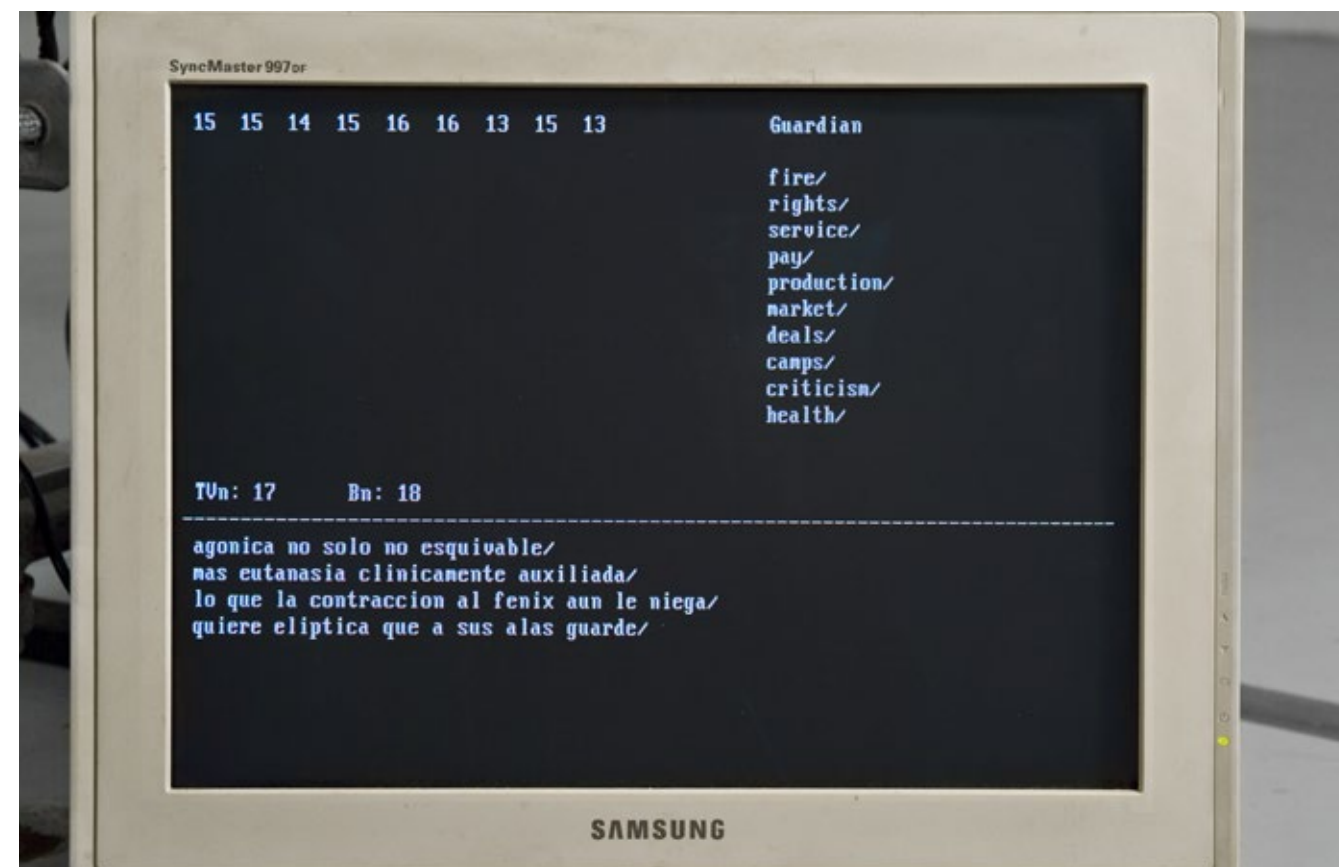 SyncMaster 997DF
15 15 14 15 16 16 13 15 13
Guardian
fire/
rights/
service/
pay/
production/
market/
deals/
camps/
criticism/
health/
TVn: 17 Bn: 18
agonica no solo no esquivable/
mas eutanasia clinicamente auxiliada/
lo que la contraccion al fenix aun le niega/
quiere eliptica que a sus alas guarde/
SAMSUNG